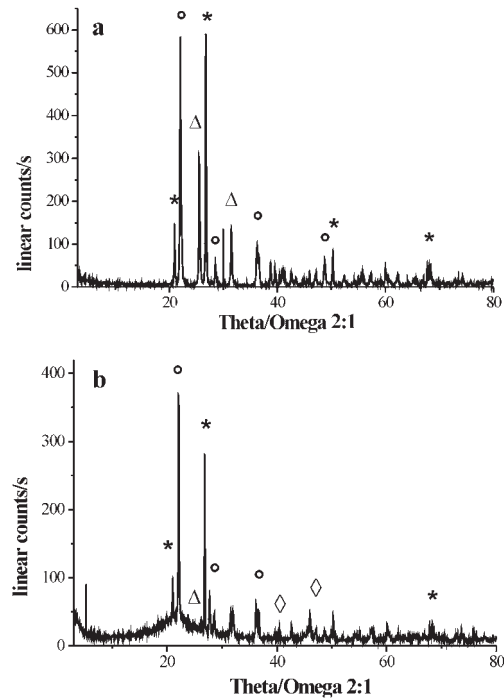 a
linear counts/s
600
500
400
300
200
100
0
20 40 60 80
Theta/Omega 2:1
* ° Δ ° * Δ ° ° * *
b
linear counts/s
400
300
200
100
0
20 40 60 80
Theta/Omega 2:1
* ° Δ * ° ° ◊ ◊ *